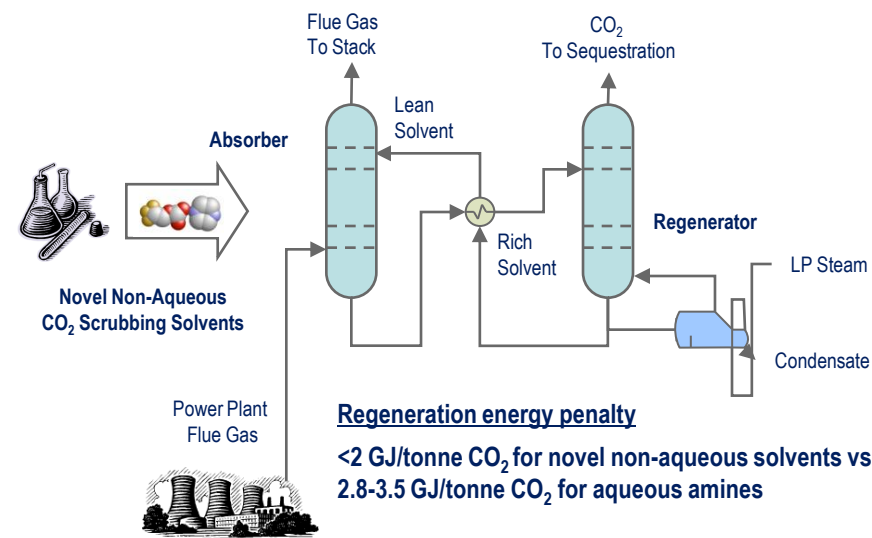 Flue Gas
To Stack
CO₂
To Sequestration
Lean
Solvent
Absorber
Regenerator
Rich
Solvent
LP Steam
Novel Non-Aqueous
CO₂ Scrubbing Solvents
Condensate
Power Plant
Flue Gas
Regeneration energy penalty
<2 GJ/tonne CO₂ for novel non-aqueous solvents vs
2.8-3.5 GJ/tonne CO₂ for aqueous amines